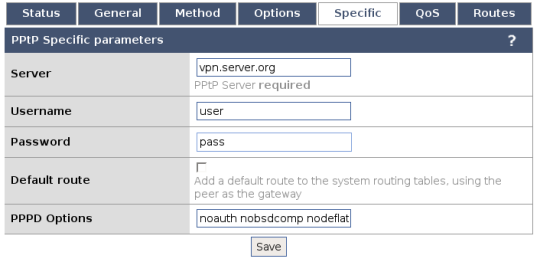 Status General Method Options Specific QoS Routes
PPtP Specific parameters ?
Server vpn.server.org
PPtP Server required
Username user
Password pass
Default route
Add a default route to the system routing tables, using the
peer as the gateway
PPPD Options noauth nobsdcomp nodeflat
Save